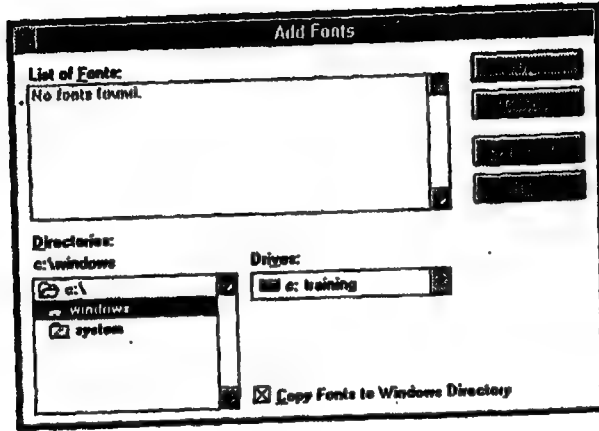 Add Fonts
List of Fonts:
No fonts found.
Directories:
c:\windows
c:\
windows
system
Drives:
c: training
Copy Fonts to Windows Directory